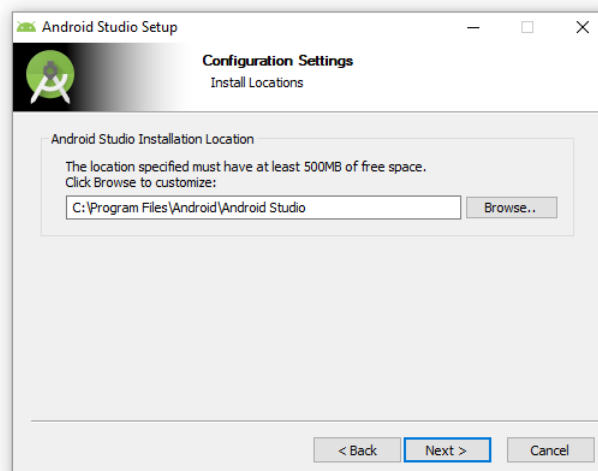 Android Studio Setup
Configuration Settings
Install Locations
Android Studio Installation Location
The location specified must have at least 500MB of free space.
Click Browse to customize:
C:\Program Files\Android\Android Studio
Browse..
< Back
Next >
Cancel